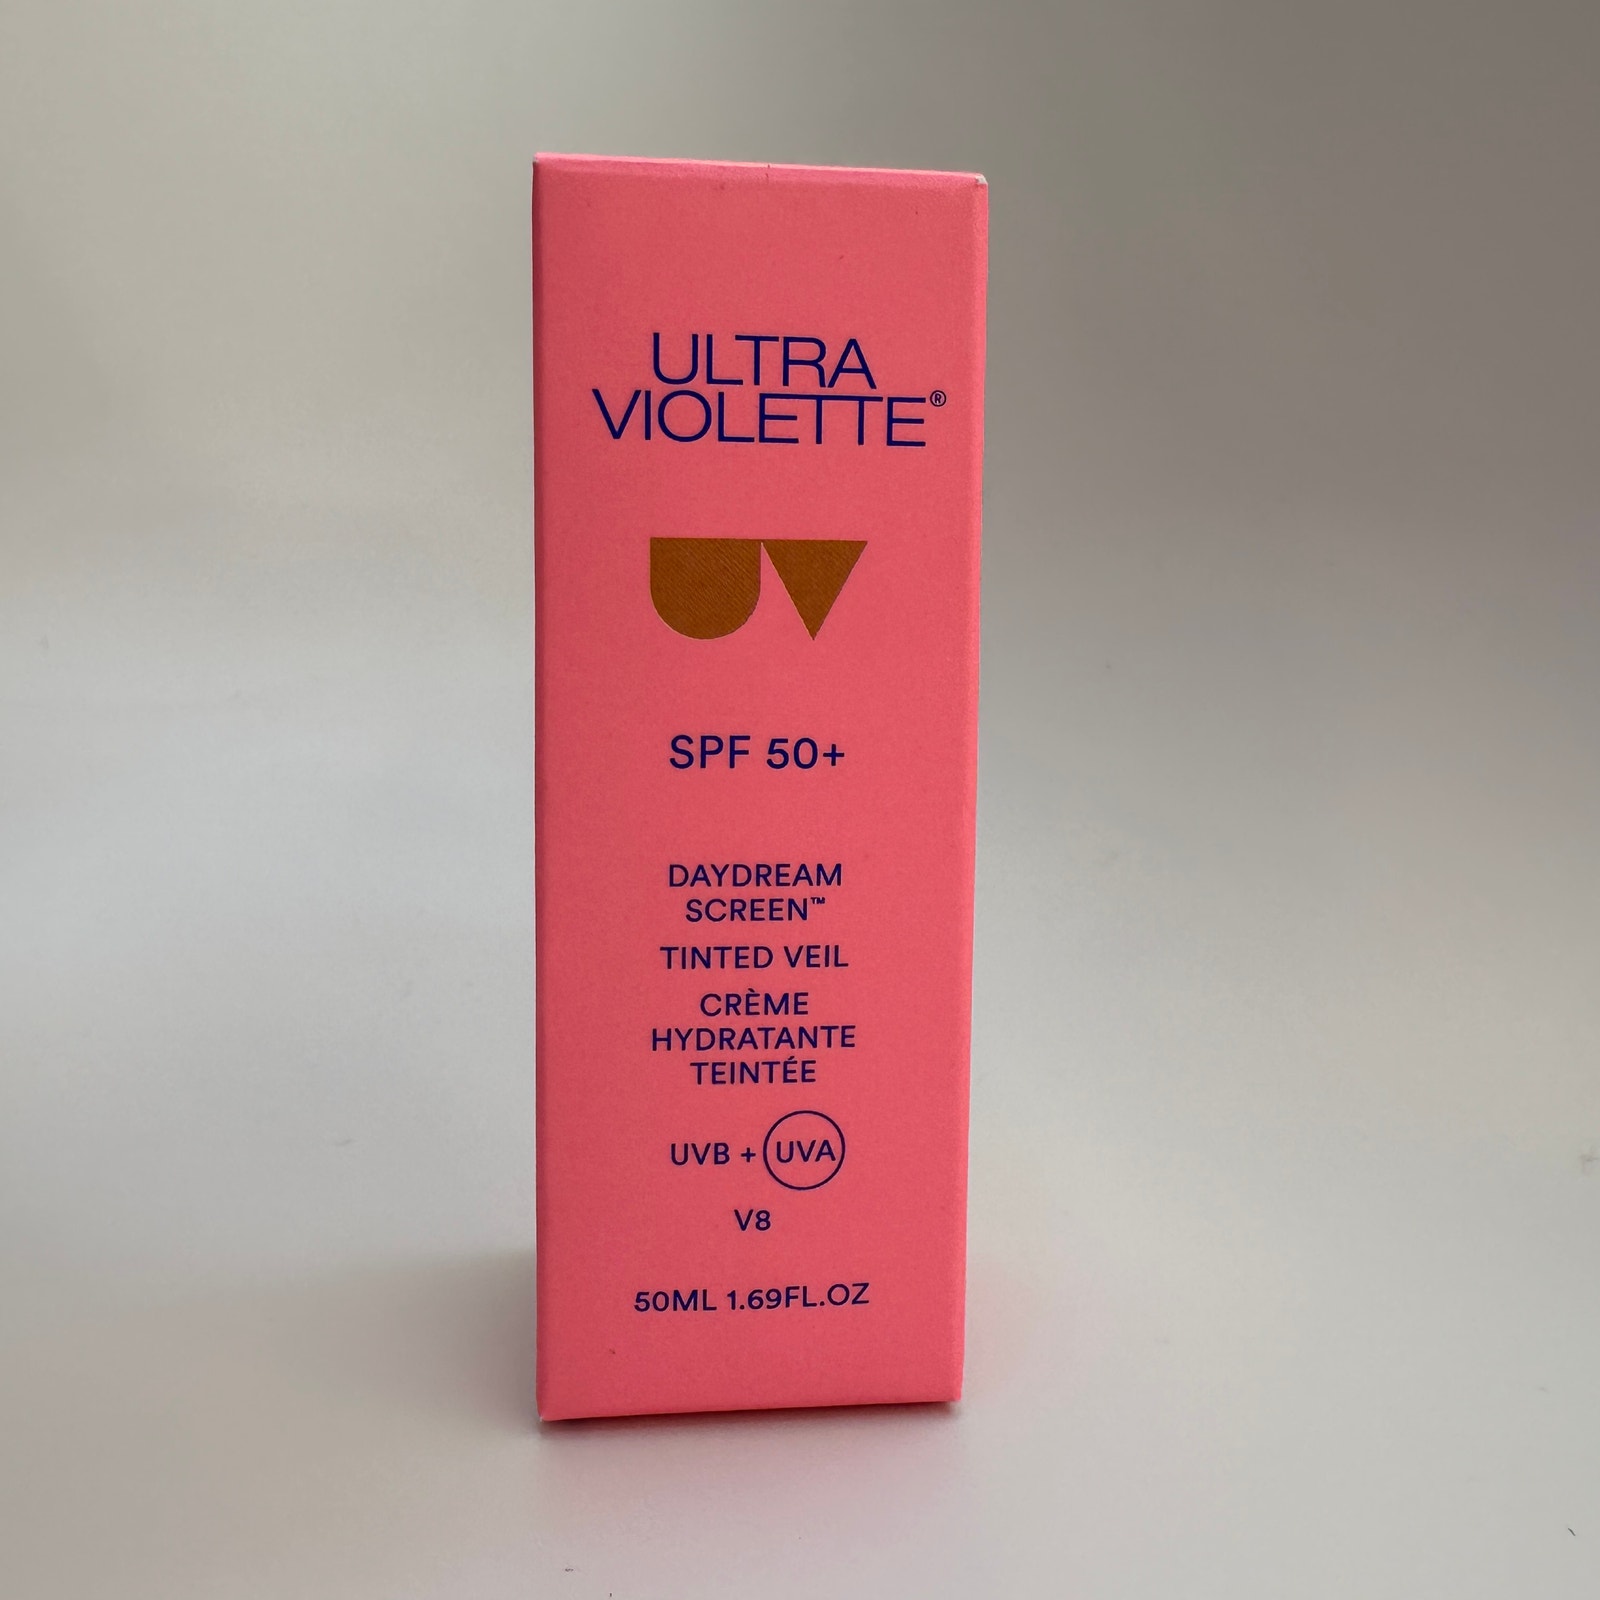 ULTRA
VIOLETTE®
UV
SPF 50+
DAYDREAM
SCREEN™
TINTED VEIL
CRÈME
HYDRATANTE
TEINTÉE
UVB + UVA
V8
50ML 1.69FL.OZ